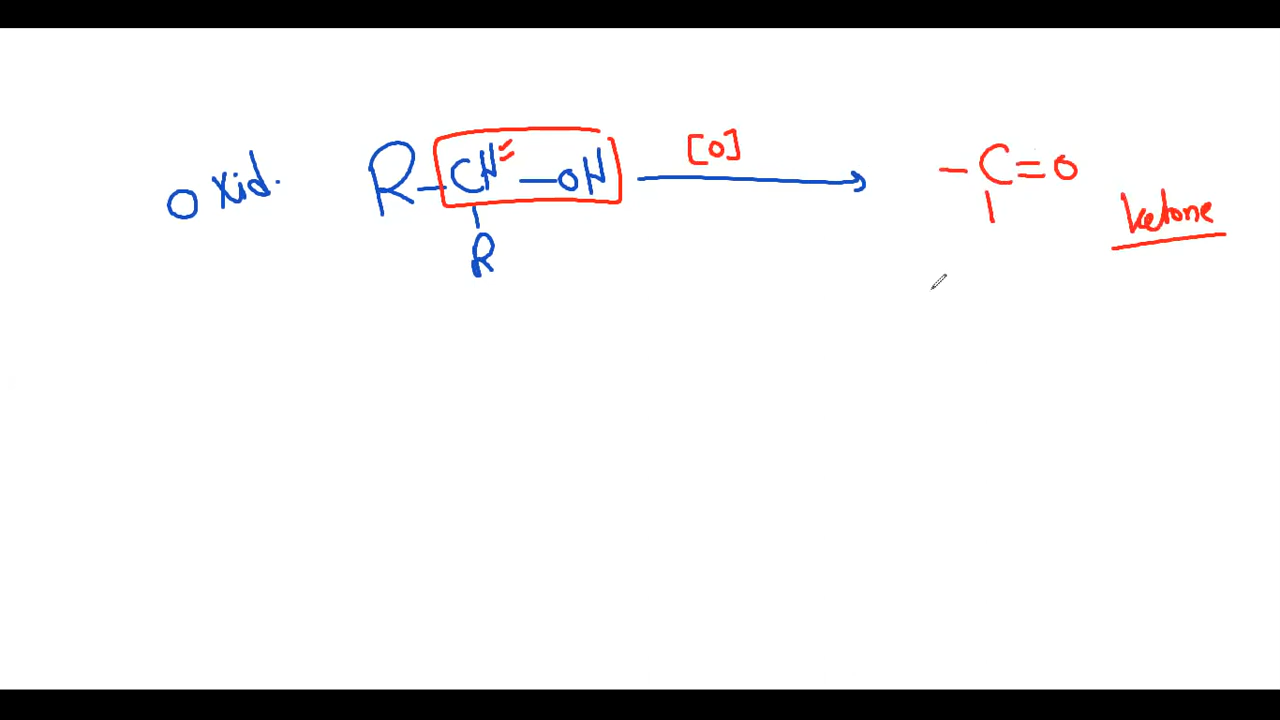 [O]
Oxid. R-CH-OH → -C=O
R
ketone